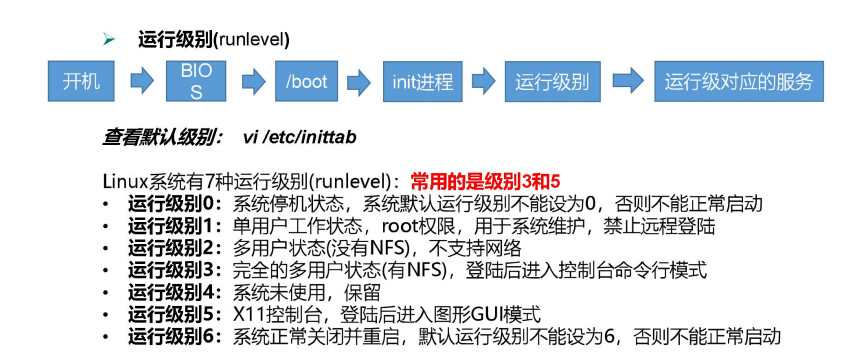 ➢ 运行级别(runlevel)
开机 BIOS /boot init进程 运行级别 运行级对应的服务
查看默认级别： vi /etc/inittab
Linux系统有7种运行级别(runlevel)：常用的是级别3和5
• 运行级别0：系统停机状态，系统默认运行级别不能设为0，否则不能正常启动
• 运行级别1：单用户工作状态，root权限，用于系统维护，禁止远程登陆
• 运行级别2：多用户状态(没有NFS)，不支持网络
• 运行级别3：完全的多用户状态(有NFS)，登陆后进入控制台命令行模式
• 运行级别4：系统未使用，保留
• 运行级别5：X11控制台，登陆后进入图形GUI模式
• 运行级别6：系统正常关闭并重启，默认运行级别不能设为6，否则不能正常启动